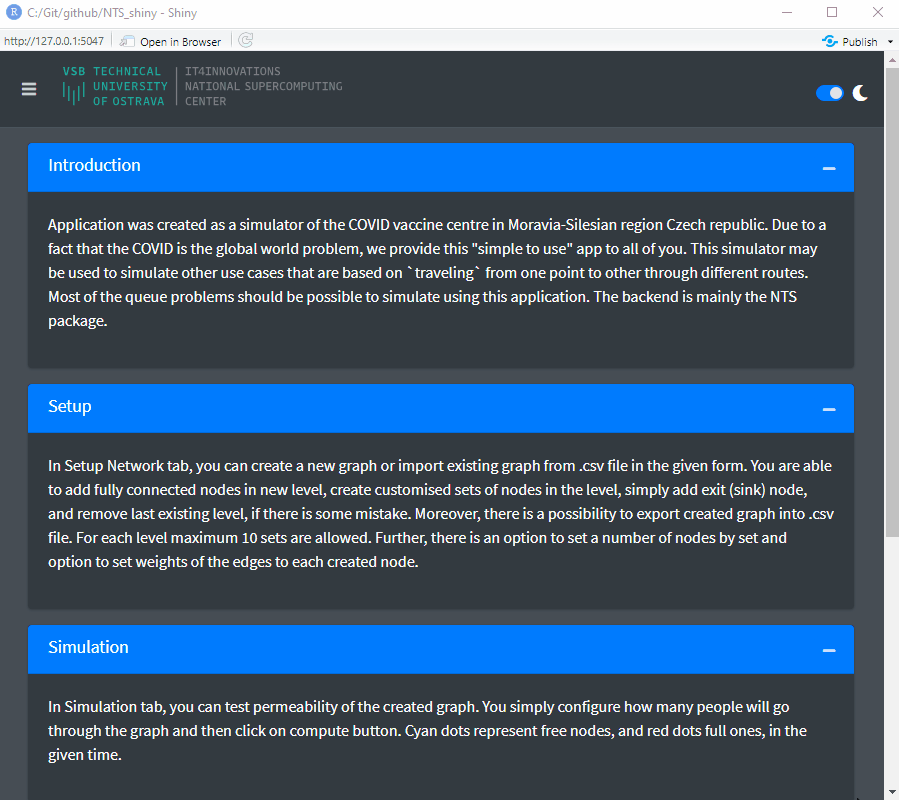 C:/Git/github/NTS_shiny - Shiny
http://127.0.0.1:5047 Open in Browser Publish
VSB TECHNICAL
UNIVERSITY
OF OSTRAVA
IT4INNOVATIONS
NATIONAL SUPERCOMPUTING
CENTER
Introduction
Application was created as a simulator of the COVID vaccine centre in Moravia-Silesian region Czech republic. Due to a
fact that the COVID is the global world problem, we provide this "simple to use" app to all of you. This simulator may
be used to simulate other use cases that are based on `traveling` from one point to other through different routes.
Most of the queue problems should be possible to simulate using this application. The backend is mainly the NTS
package.
Setup
In Setup Network tab, you can create a new graph or import existing graph from .csv file in the given form. You are able
to add fully connected nodes in new level, create customised sets of nodes in the level, simply add exit (sink) node,
and remove last existing level, if there is some mistake. Moreover, there is a possibility to export created graph into .csv
file. For each level maximum 10 sets are allowed. Further, there is an option to set a number of nodes by set and
option to set weights of the edges to each created node.
Simulation
In Simulation tab, you can test permeability of the created graph. You simply configure how many people will go
through the graph and then click on compute button. Cyan dots represent free nodes, and red dots full ones, in the
given time.